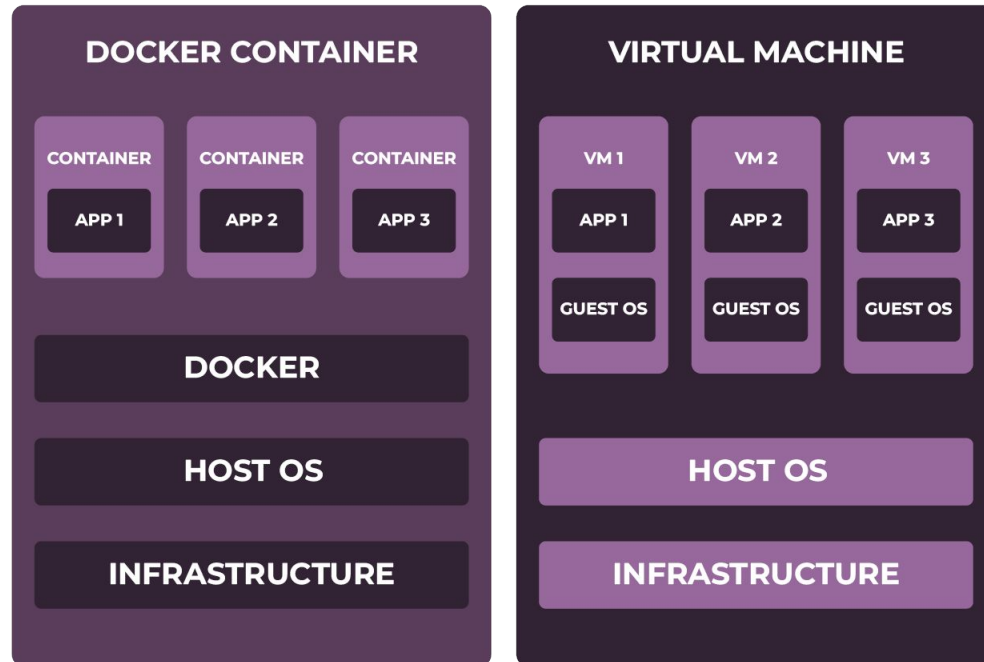 DOCKER CONTAINER
CONTAINER
APP 1
CONTAINER
APP 2
CONTAINER
APP 3
DOCKER
HOST OS
INFRASTRUCTURE
VIRTUAL MACHINE
VM 1
APP 1
GUEST OS
VM 2
APP 2
GUEST OS
VM 3
APP 3
GUEST OS
HOST OS
INFRASTRUCTURE